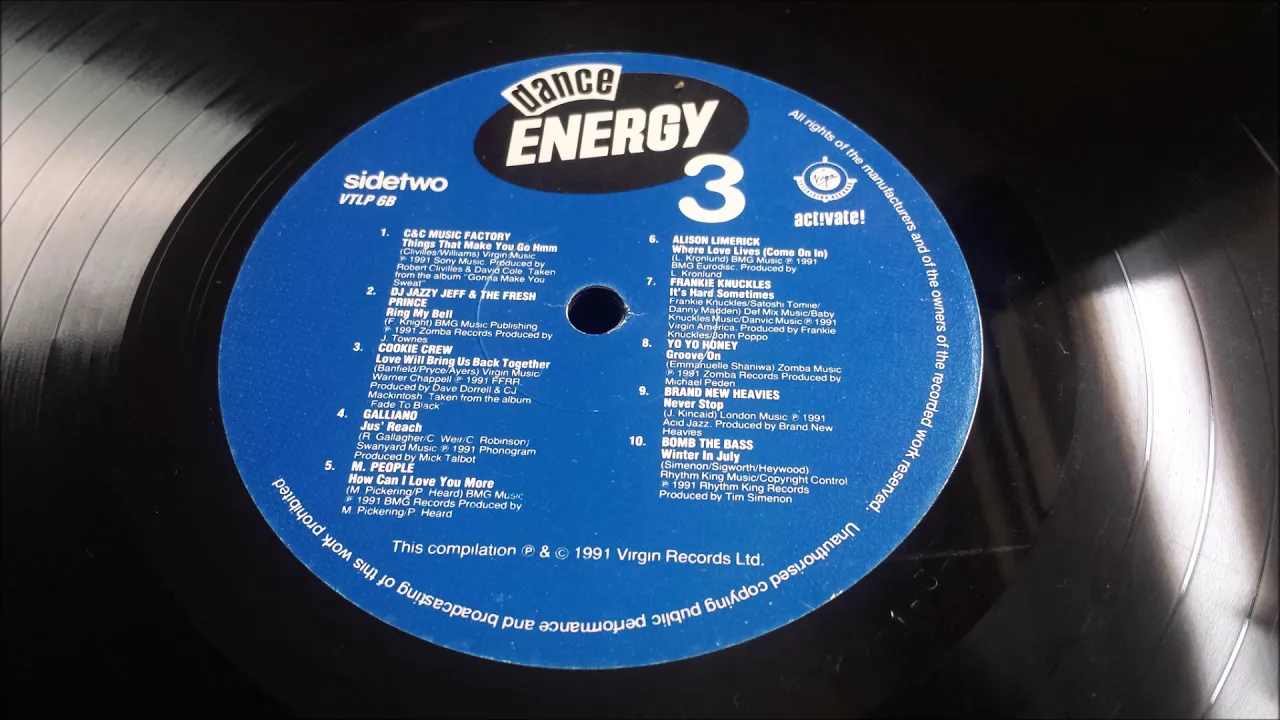 dance
ENERGY
3
sidetwo
VTLP 6B
Virgin
act!vate!
1. C&C MUSIC FACTORY
Things That Make You Go Hmm
(Clivilles/Williams) Virgin Music
℗ 1991 Sony Music. Produced by
Robert Clivilles & David Cole. Taken
from the album "Gonna Make You
Sweat"
2. DJ JAZZY JEFF & THE FRESH
PRINCE
Ring My Bell
(F. Knight) BMG Music Publishing
℗ 1991 Zomba Records Produced by
J. Townes
3. COOKIE CREW
Love Will Bring Us Back Together
(Banfield/Pryce/Ayers) Virgin Music/
Warner Chappell ℗ 1991 FFRR.
Produced by Dave Dorrell & CJ
Mackintosh Taken from the album
Fade To Black
4. GALLIANO
Jus' Reach
(R. Gallagher/C. Weir/C. Robinson)
Swanyard Music ℗ 1991 Phonogram
Produced by Mick Talbot
5. M. PEOPLE
How Can I Love You More
(M. Pickering/P. Heard) BMG Music
℗ 1991 BMG Records Produced by
M. Pickering/P. Heard
6. ALISON LIMERICK
Where Love Lives (Come On In)
(L. Kronlund) BMG Music ℗ 1991
BMG Eurodisc. Produced by
L. Kronlund
7. FRANKIE KNUCKLES
It's Hard Sometimes
Frankie Knuckles/Satoshi Tomiie/
Danny Madden) Def Mix Music/Baby
Knuckles Music/Danvic Music ℗ 1991
Virgin America. Produced by Frankie
Knuckles/John Poppo
8. YO YO HONEY
Groove On
(Emmanuelle Shaniwa) Zomba Music
℗ 1991 Zomba Records Produced by
Michael Peden
9. BRAND NEW HEAVIES
Never Stop
(J. Kincaid) London Music ℗ 1991
Acid Jazz. Produced by Brand New
Heavies
10. BOMB THE BASS
Winter In July
(Simenon/Sigworth/Heywood)
Rhythm King Music/Copyright Control
℗ 1991 Rhythm King Records
Produced by Tim Simenon
This compilation ℗ & © 1991 Virgin Records Ltd.
All rights of the manufacturers and of the owners of the recorded work reserved. Unauthorised copying public performance and broadcasting of this work prohibited